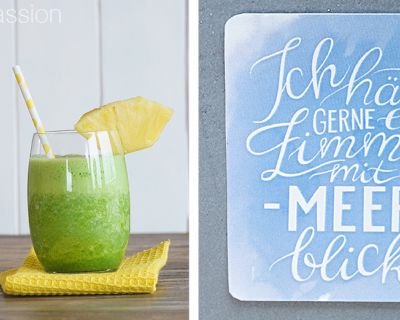 assion
Ich hä
GERNE e
Zimm
mit
-MEER
blick